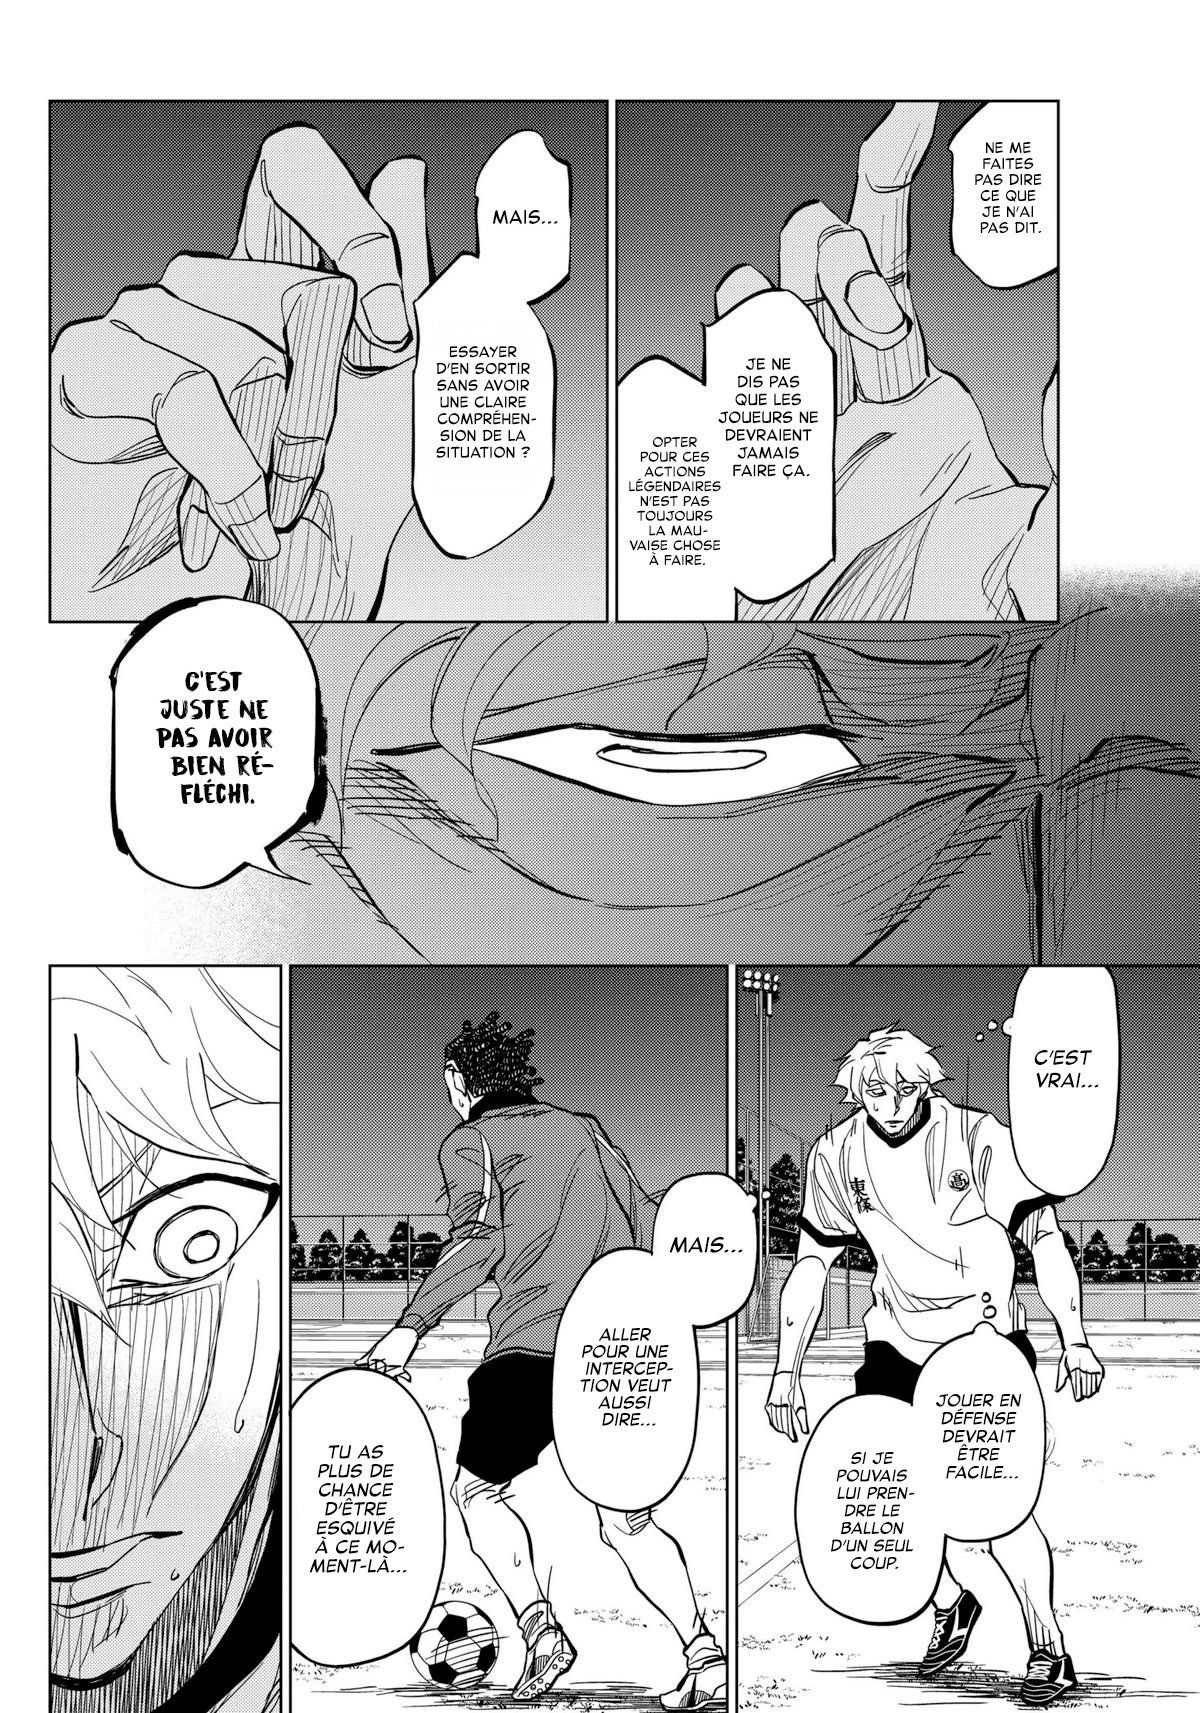 NE ME
FAITES
PAS DIRE
CE QUE
JE N'AI
PAS DIT.
JE NE
DIS PAS
QUE LES
JOUEURS NE
DEVRAIENT
JAMAIS
FAIRE ÇA.
OPTER
POUR CES
ACTIONS
LÉGENDAIRES
N'EST PAS
TOUJOURS
LA MAU-
VAISE CHOSE
À FAIRE.
MAIS...
ESSAYER
D'EN SORTIR
SANS AVOIR
UNE CLAIRE
COMPRÉHEN-
SION DE LA
SITUATION ?
C'EST
JUSTE NE
PAS AVOIR
BIEN RÉ-
FLÉCHI.
C'EST
VRAI...
東條
高
JOUER EN
DÉFENSE
DEVRAIT
ÊTRE
FACILE...
SI JE
POUVAIS
LUI PREN-
DRE LE
BALLON
D'UN SEUL
COUP.
MAIS...
ALLER
POUR UNE
INTERCEP-
TION VEUT
AUSSI
DIRE...
TU AS
PLUS DE
CHANCE
D'ÊTRE
ESQUIVÉ
À CE MO-
MENT-LÀ...